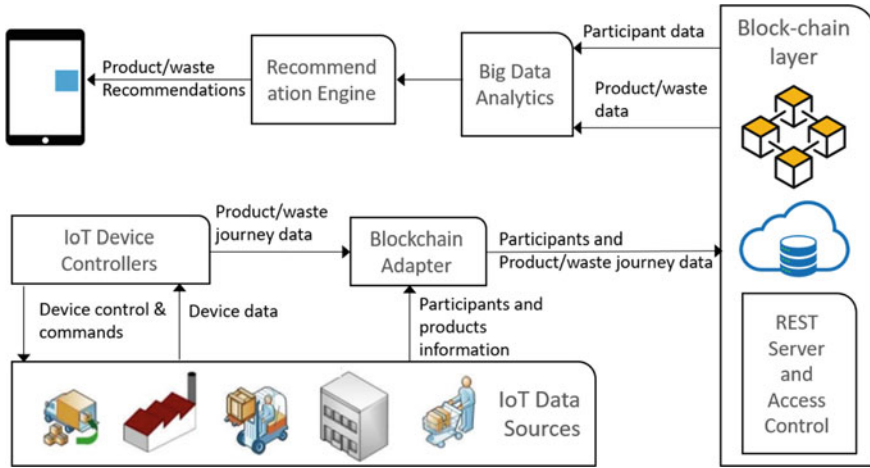 Product/waste
Recommendations
Recommend
ation Engine
Big Data
Analytics
Participant data
Product/waste
data
Block-chain
layer
IoT Device
Controllers
Product/waste
journey data
Blockchain
Adapter
Participants and
Product/waste journey data
Device control &
commands
Device data
Participants and
products
information
IoT Data
Sources
REST
Server
and
Access
Control